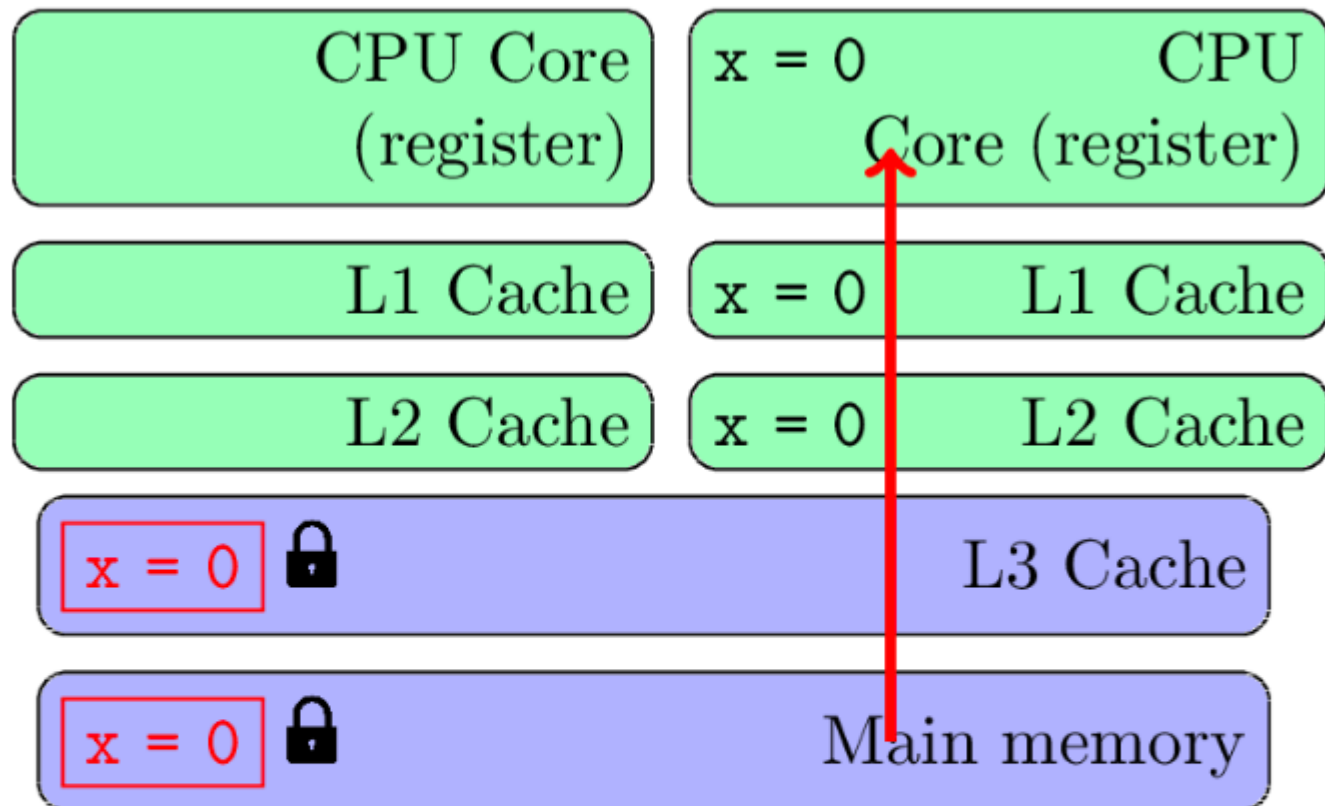 CPU Core
(register)
x = 0 CPU
Core (register)
L1 Cache
x = 0 L1 Cache
L2 Cache
x = 0 L2 Cache
x = 0 L3 Cache
x = 0 Main memory